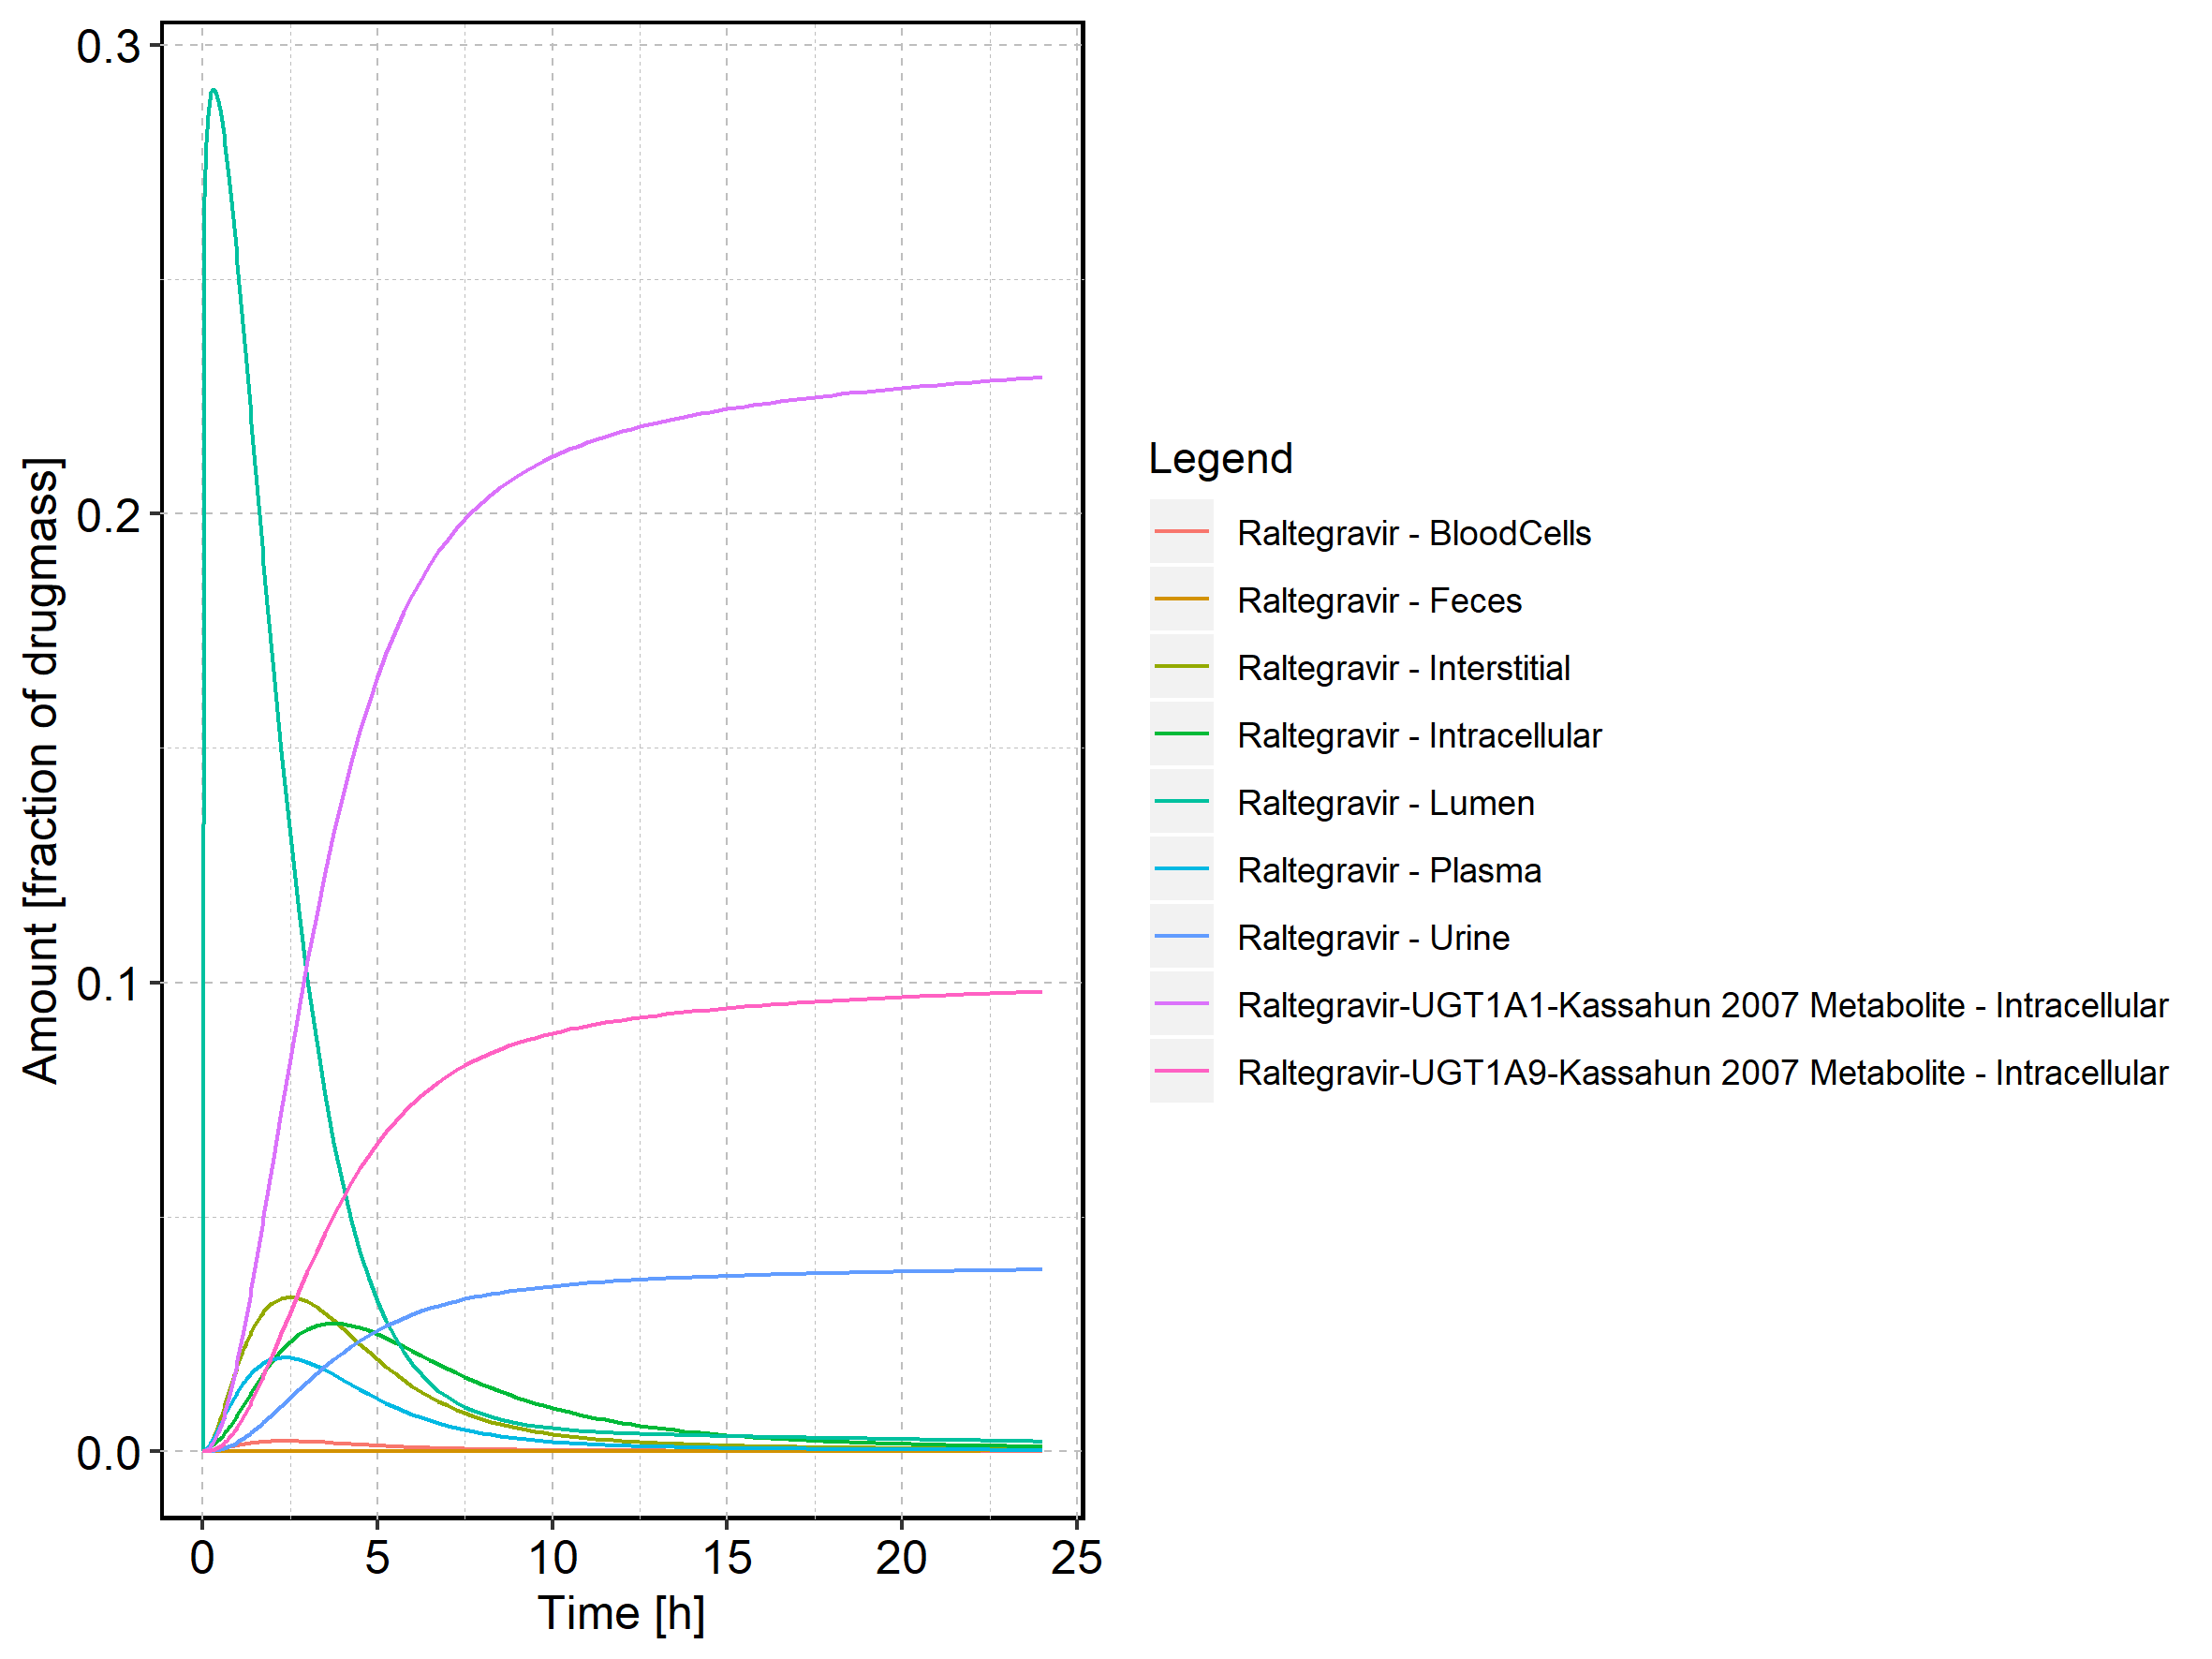 0.3
0.2
0.1
0.0
Amount [fraction of drugmass]
0 5 10 15 20 25
Time [h]
Legend
Raltegravir - BloodCells
Raltegravir - Feces
Raltegravir - Interstitial
Raltegravir - Intracellular
Raltegravir - Lumen
Raltegravir - Plasma
Raltegravir - Urine
Raltegravir-UGT1A1-Kassahun 2007 Metabolite - Intracellular
Raltegravir-UGT1A9-Kassahun 2007 Metabolite - Intracellular